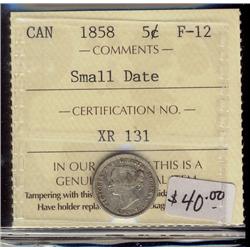 CAN 1858 5¢ F-12
— COMMENTS —
Small Date
— CERTIFICATION NO. —
XR 131
IN OUR THIS IS A
GENUI EM
Tampering with this
Have holder repla
$40.00